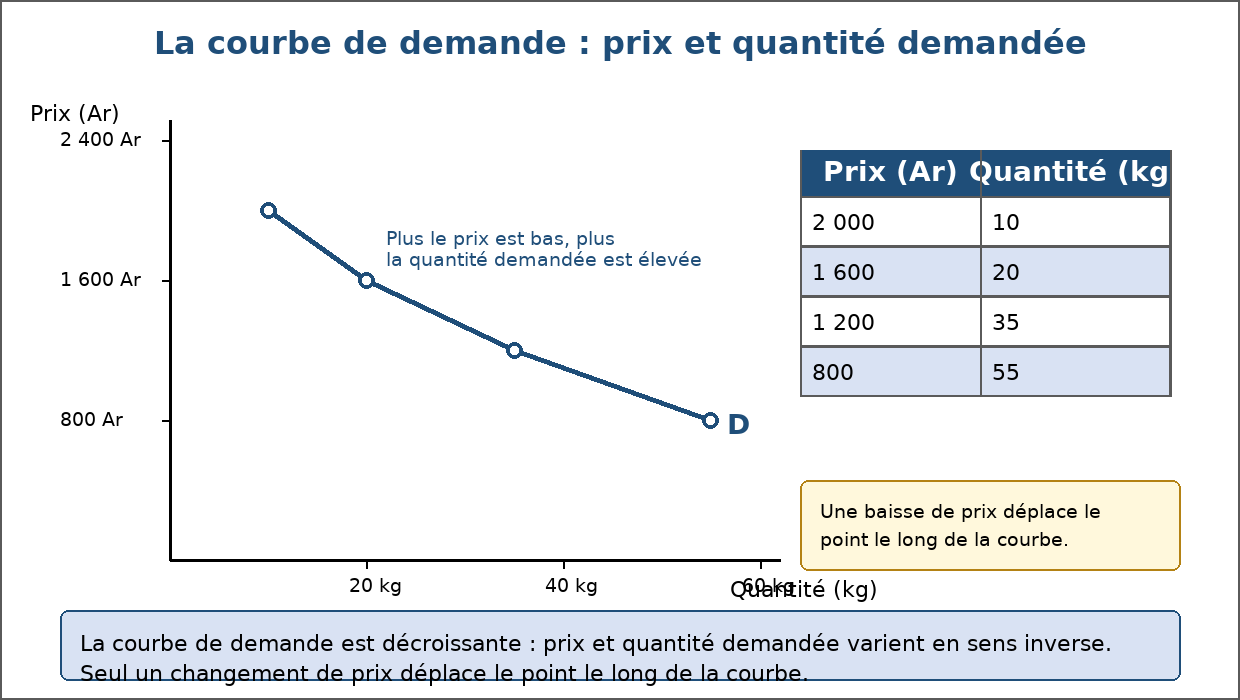 La courbe de demande : prix et quantité demandée
Prix (Ar)
2 400 Ar
1 600 Ar
800 Ar
Plus le prix est bas, plus
la quantité demandée est élevée
D
20 kg
40 kg
60 kg
Quantité (kg)
Prix (Ar) Quantité (kg
2 000 10
1 600 20
1 200 35
800 55
Une baisse de prix déplace le
point le long de la courbe.
La courbe de demande est décroissante : prix et quantité demandée varient en sens inverse.
Seul un changement de prix déplace le point le long de la courbe.